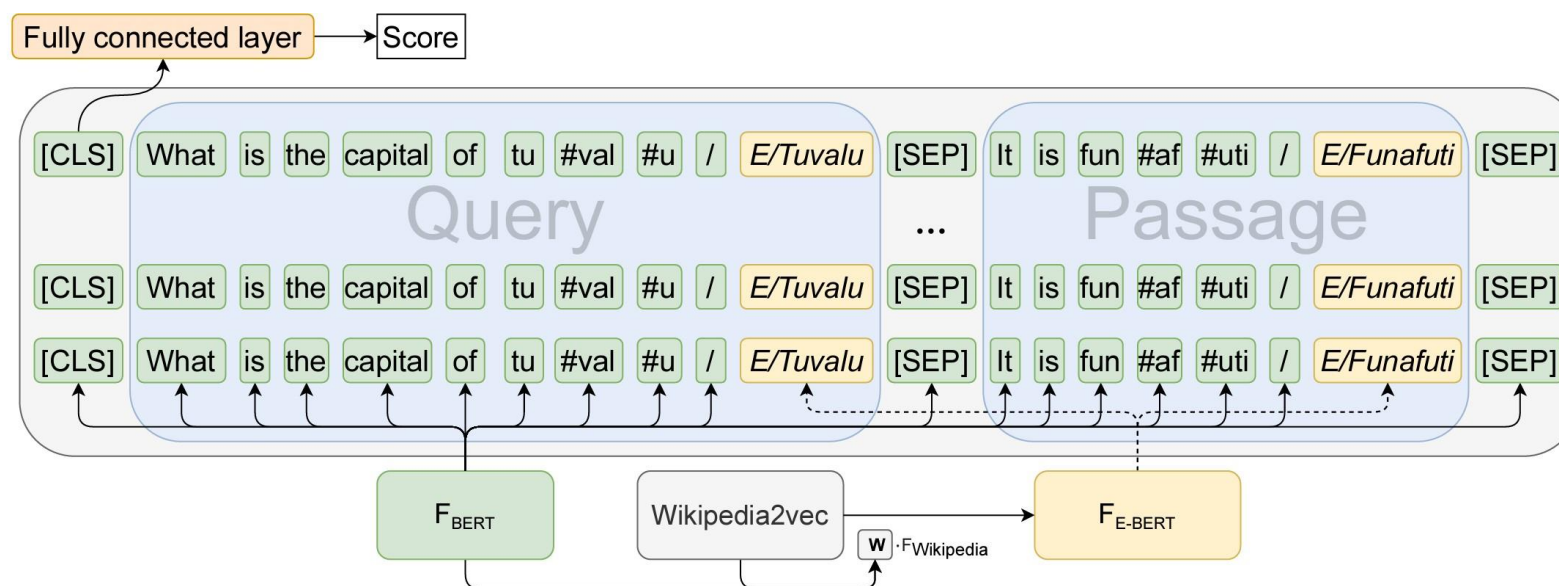 Fully connected layer Score
[CLS] What is the capital of tu #val #u / E/Tuvalu [SEP] It is fun #af #uti / E/Funafuti [SEP]
Query ... Passage
[CLS] What is the capital of tu #val #u / E/Tuvalu [SEP] It is fun #af #uti / E/Funafuti [SEP]
[CLS] What is the capital of tu #val #u / E/Tuvalu [SEP] It is fun #af #uti / E/Funafuti [SEP]
F_BERT Wikipedia2vec F_E-BERT
W · F_Wikipedia